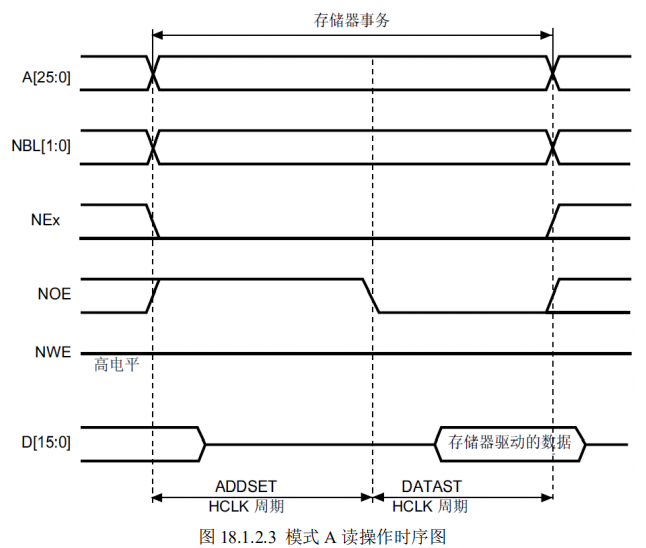 存储器事务
A[25:0]
NBL[1:0]
NEx
NOE
NWE
高电平
D[15:0]
存储器驱动的数据
ADDSET
HCLK 周期
DATAST
HCLK 周期
图 18.1.2.3 模式 A 读操作时序图